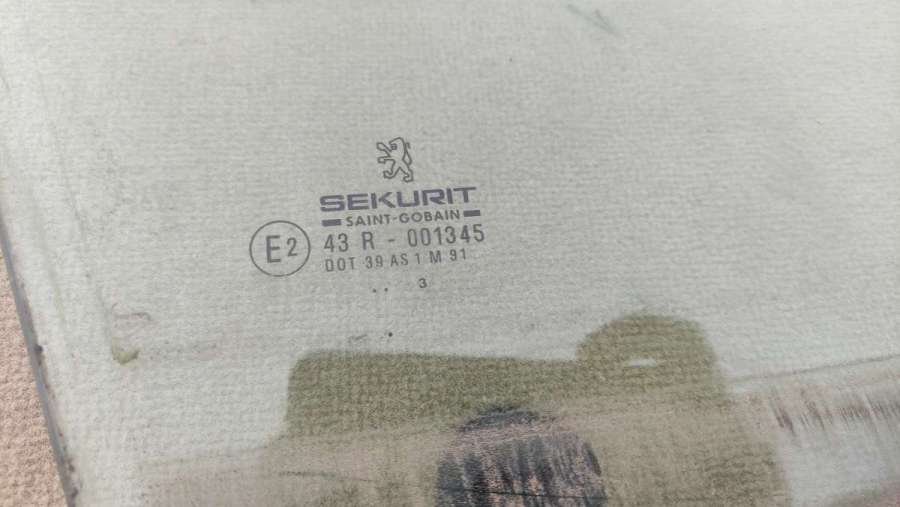 SEKURIT
SAINT-GOBAIN
E2
43 R - 001345
DOT 39 AS 1 M 91
.. 3